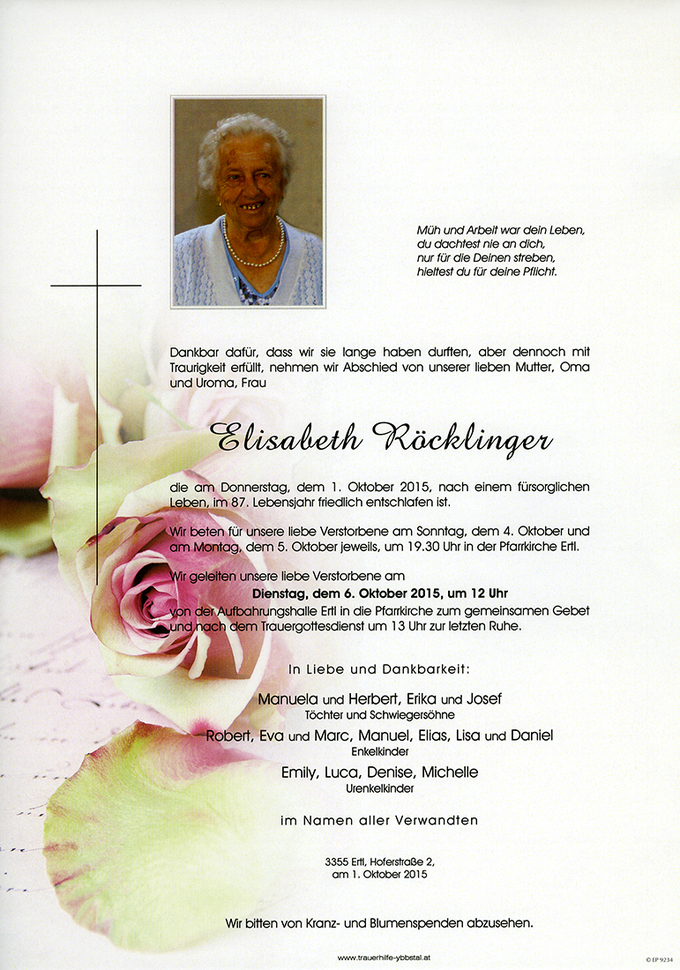 Müh und Arbeit war dein Leben,
du dachtest nie an dich,
nur für die Deinen streben,
hieltest du für deine Pflicht.
Dankbar dafür, dass wir sie lange haben durften, aber dennoch mit
Traurigkeit erfüllt, nehmen wir Abschied von unserer lieben Mutter, Oma
und Uroma, Frau
Elisabeth Röcklinger
die am Donnerstag, dem 1. Oktober 2015, nach einem fürsorglichen
Leben, im 87. Lebensjahr friedlich entschlafen ist.
Wir beten für unsere liebe Verstorbene am Sonntag, dem 4. Oktober und
am Montag, dem 5. Oktober jeweils, um 19.30 Uhr in der Pfarrkirche Ertl.
Wir geleiten unsere liebe Verstorbene am
Dienstag, dem 6. Oktober 2015, um 12 Uhr
von der Aufbahrungshalle Ertl in die Pfarrkirche zum gemeinsamen Gebet
und nach dem Trauergottesdienst um 13 Uhr zur letzten Ruhe.
In Liebe und Dankbarkeit:
Manuela und Herbert, Erika und Josef
Töchter und Schwiegersöhne
Robert, Eva und Marc, Manuel, Elias, Lisa und Daniel
Enkelkinder
Emily, Luca, Denise, Michelle
Urenkelkinder
im Namen aller Verwandten
3355 Ertl, Hoferstraße 2,
am 1. Oktober 2015
Wir bitten von Kranz- und Blumenspenden abzusehen.
www.trauerhilfe-ybbstal.at
© EP 9234